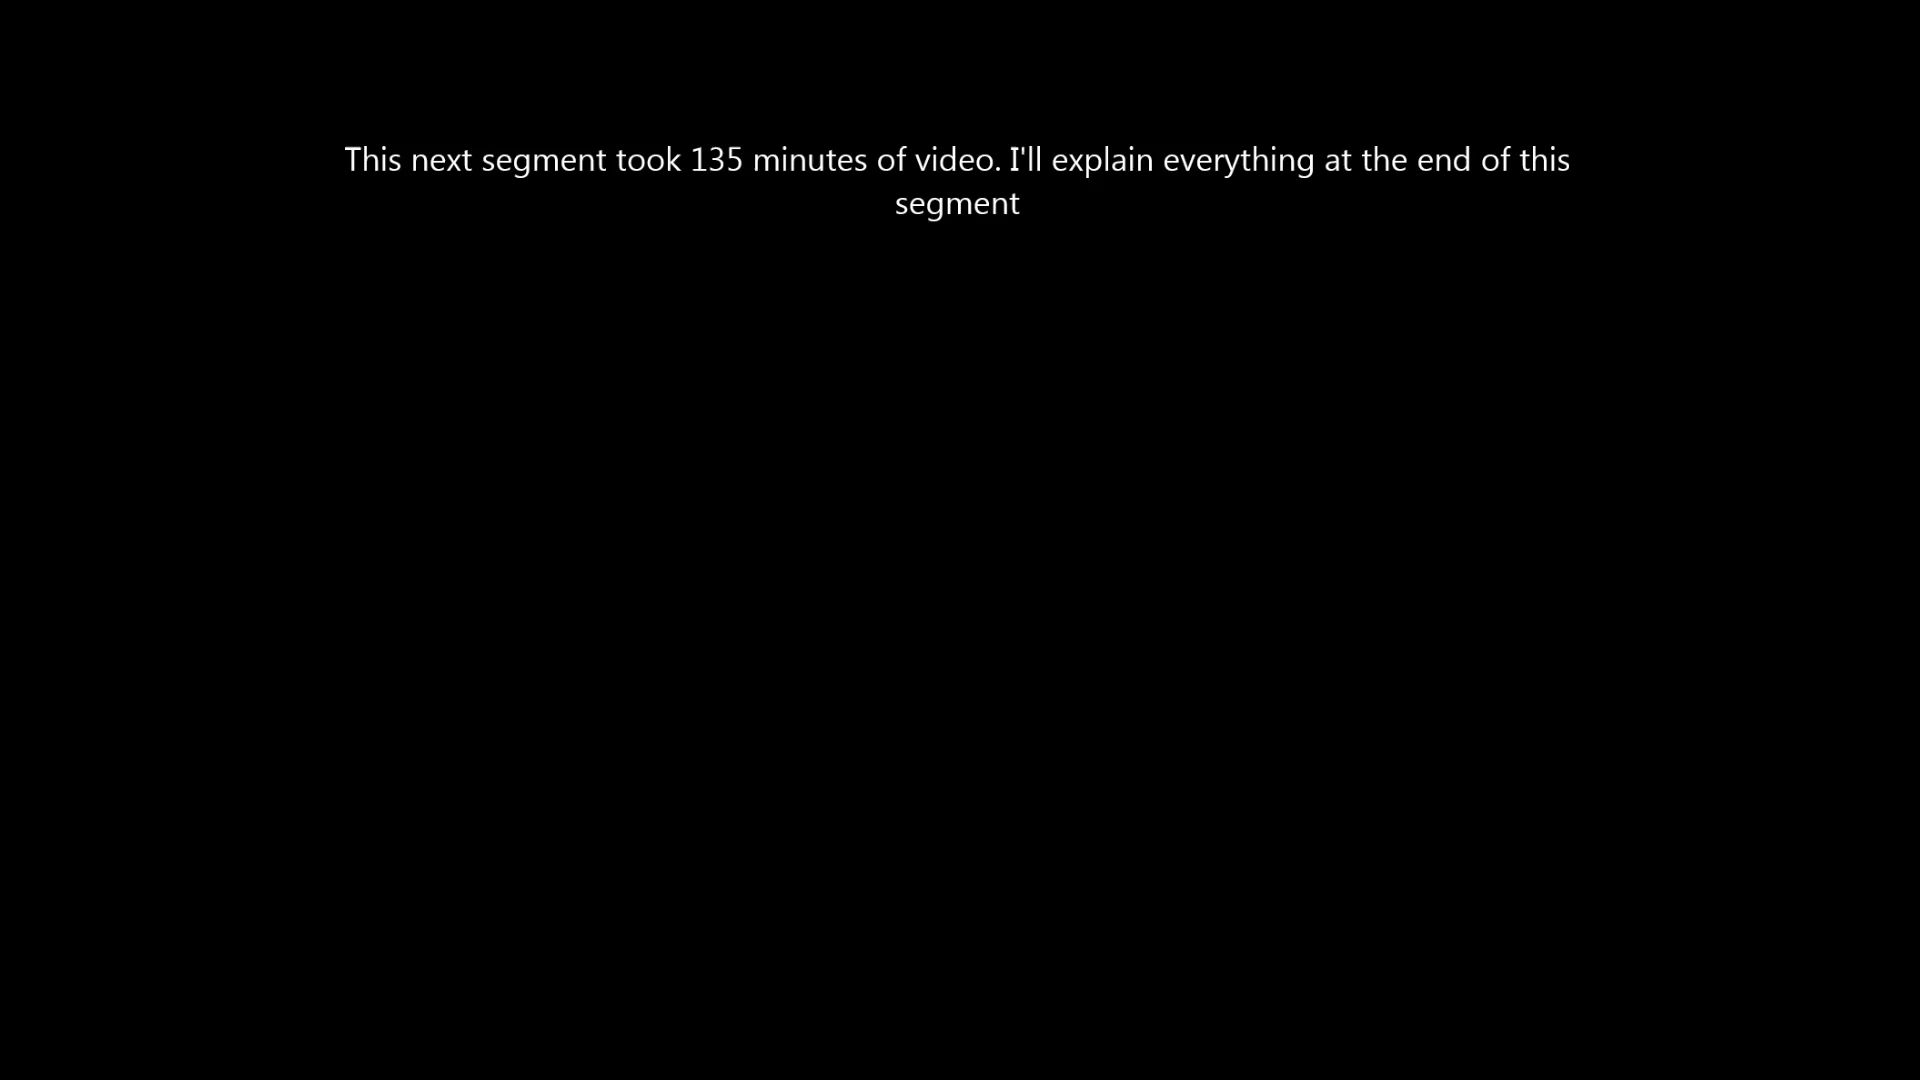 This next segment took 135 minutes of video. I'll explain everything at the end of this
segment